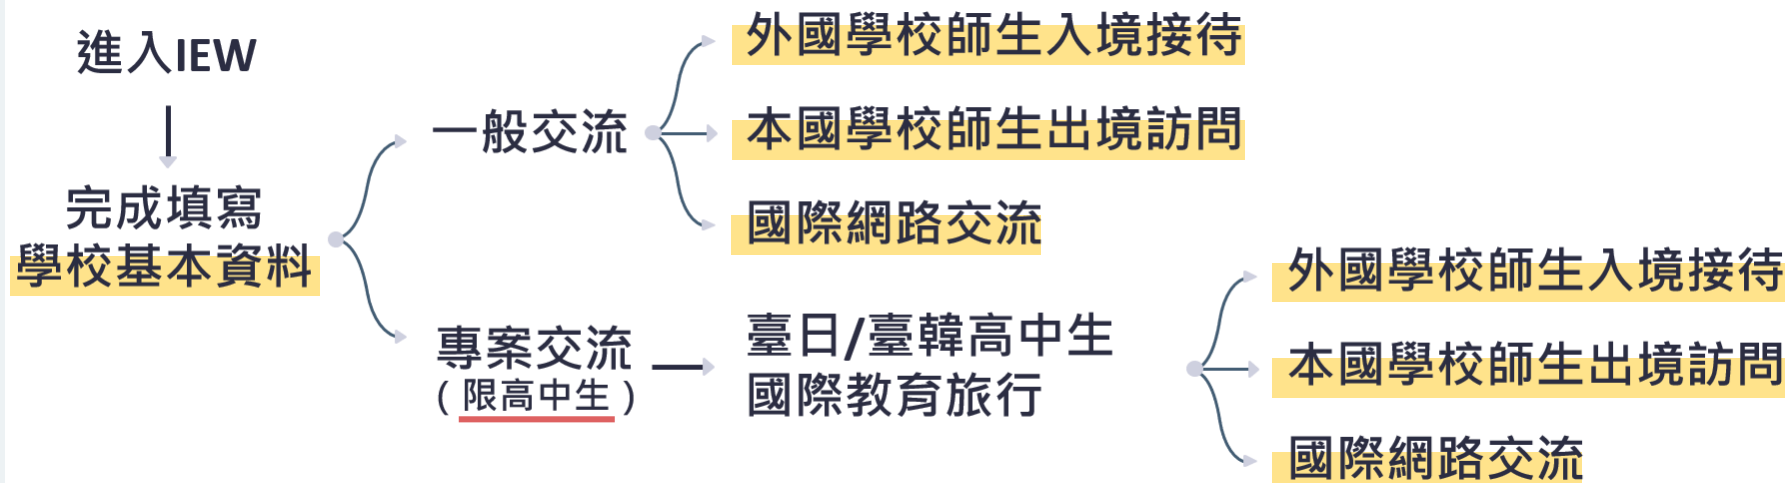 進入IEW
完成填寫
學校基本資料
一般交流
外國學校師生入境接待
本國學校師生出境訪問
國際網路交流
專案交流
(限高中生)
臺日/臺韓高中生
國際教育旅行
外國學校師生入境接待
本國學校師生出境訪問
國際網路交流